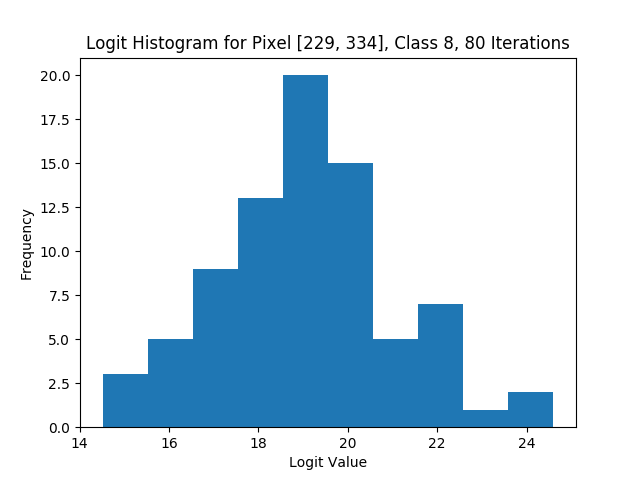 Logit Histogram for Pixel [229, 334], Class 8, 80 Iterations
20.0
17.5
15.0
12.5
10.0
7.5
5.0
2.5
0.0
Frequency
14 16 18 20 22 24
Logit Value